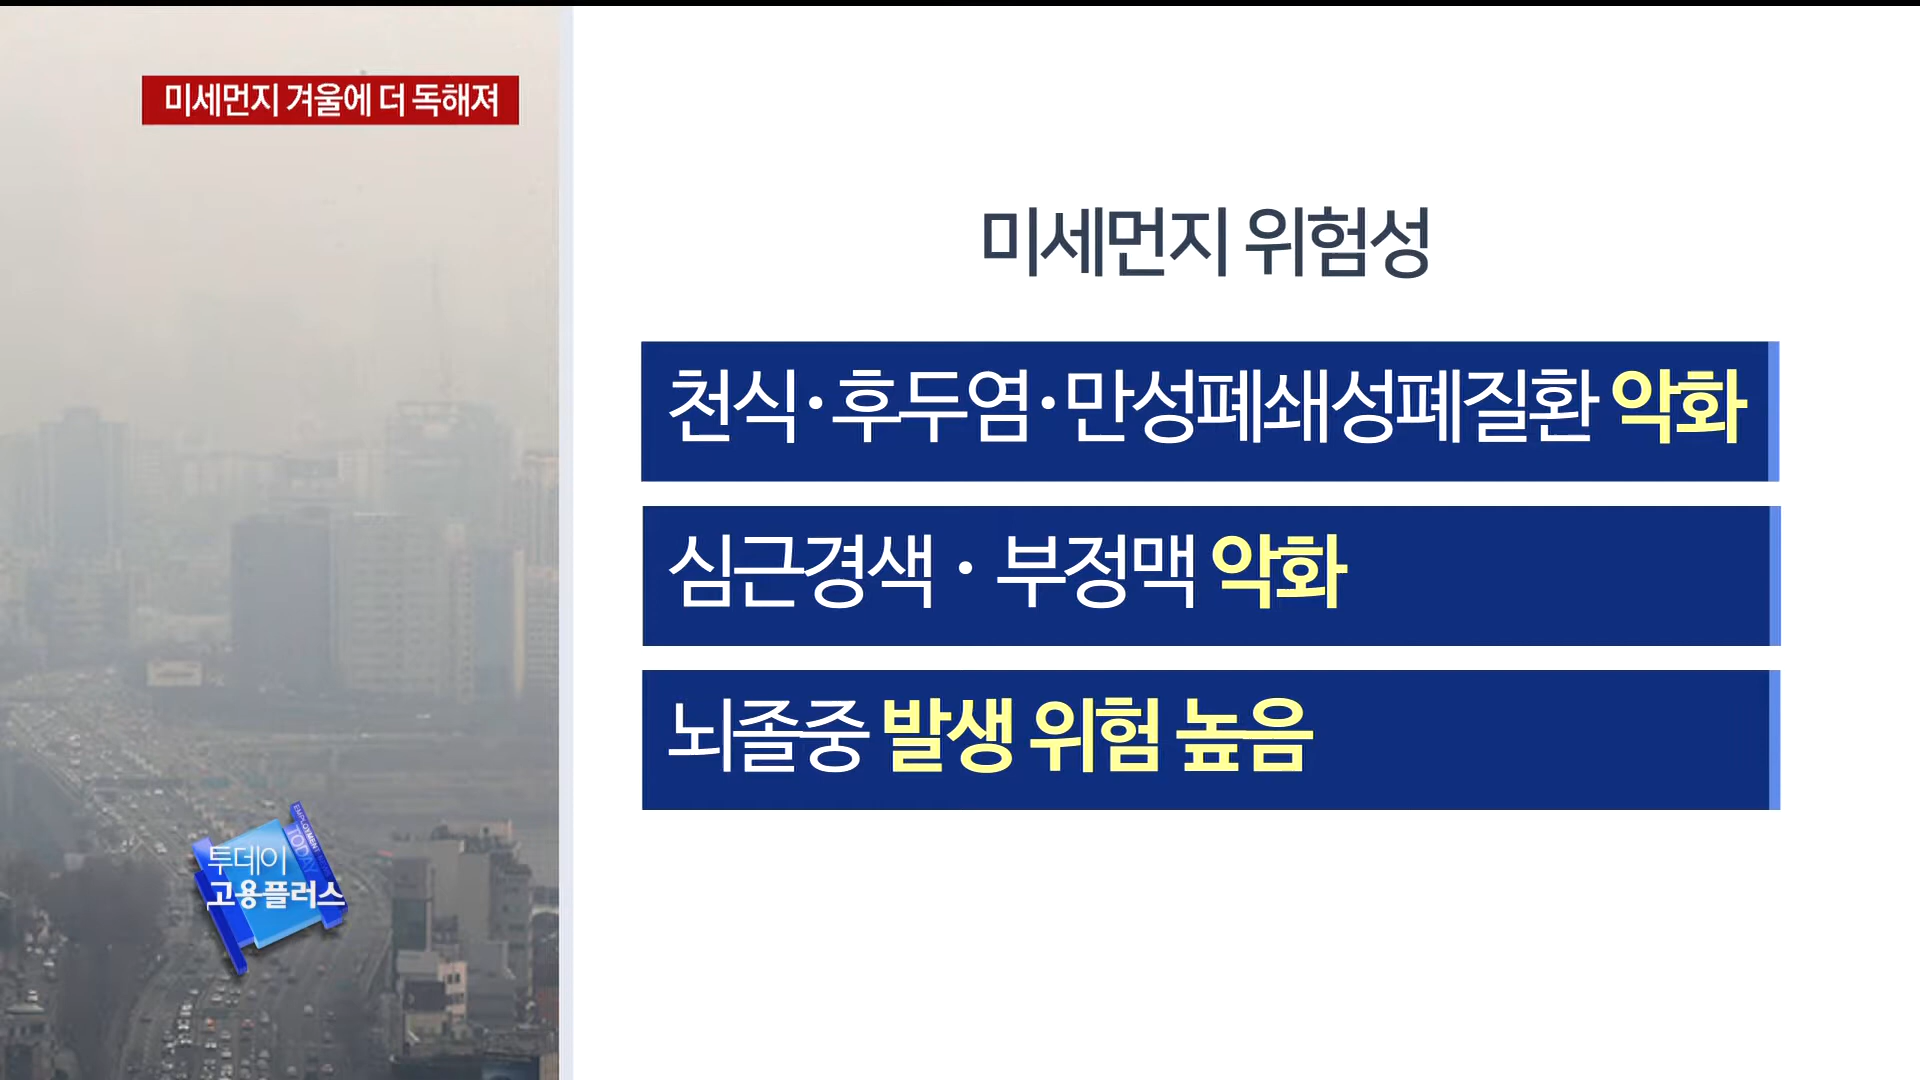 미세먼지 겨울에 더 독해져
미세먼지 위험성
천식·후두염·만성폐쇄성폐질환 악화
심근경색 · 부정맥 악화
뇌졸중 발생 위험 높음
EMPLOYMENT
TODAY
투데이
고용플러스